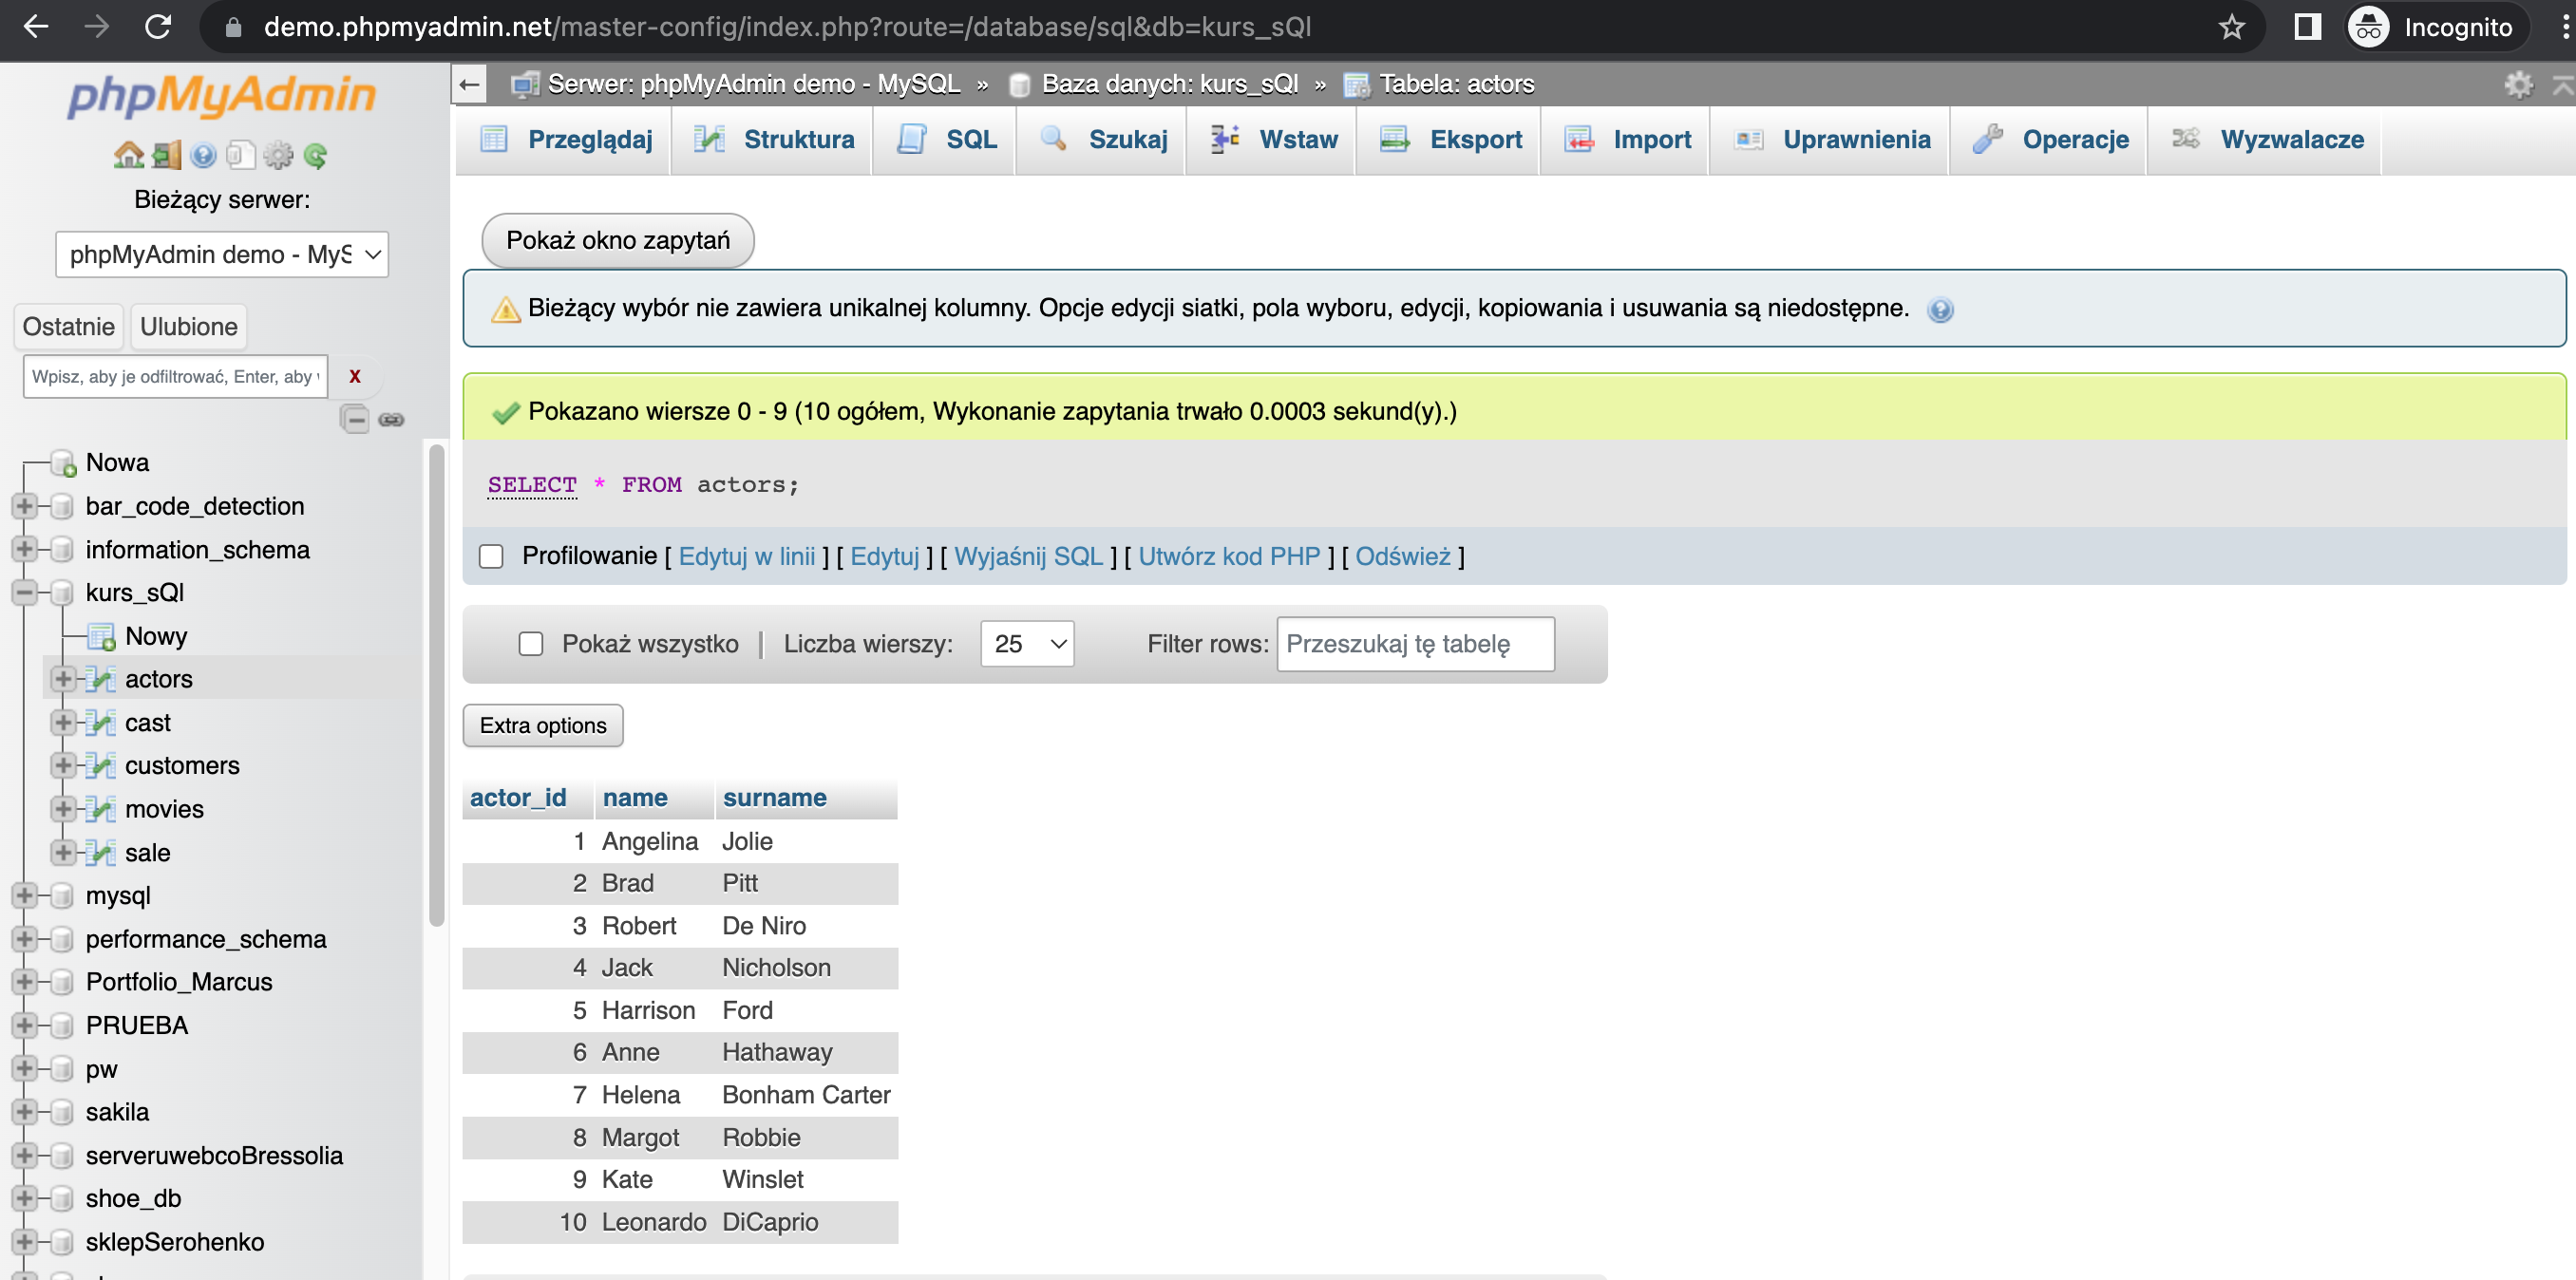 demo.phpmyadmin.net/master-config/index.php?route=/database/sql&db=kurs_sQl
Incognito
phpMyAdmin
Bieżący serwer:
phpMyAdmin demo - MyS
Ostatnie
Ulubione
Wpisz, aby je odfiltrować, Enter, aby
X
Nowa
bar_code_detection
information_schema
kurs_sQl
Nowy
actors
cast
customers
movies
sale
mysql
performance_schema
Portfolio_Marcus
PRUEBA
pw
sakila
serveruwebcoBressolia
shoe_db
sklepSerohenko
Serwer: phpMyAdmin demo - MySQL » Baza danych: kurs_sQl » Tabela: actors
Przeglądaj Struktura SQL Szukaj Wstaw Eksport Import Uprawnienia Operacje Wyzwalacze
Pokaż okno zapytań
Bieżący wybór nie zawiera unikalnej kolumny. Opcje edycji siatki, pola wyboru, edycji, kopiowania i usuwania są niedostępne.
Pokazano wiersze 0 - 9 (10 ogółem, Wykonanie zapytania trwało 0.0003 sekund(y).)
SELECT * FROM actors;
Profilowanie [ Edytuj w linii ] [ Edytuj ] [ Wyjaśnij SQL ] [ Utwórz kod PHP ] [ Odśwież ]
Pokaż wszystko | Liczba wierszy: 25 Filter rows: Przeszukaj tę tabelę
Extra options
actor_id name surname
1 Angelina Jolie
2 Brad Pitt
3 Robert De Niro
4 Jack Nicholson
5 Harrison Ford
6 Anne Hathaway
7 Helena Bonham Carter
8 Margot Robbie
9 Kate Winslet
10 Leonardo DiCaprio